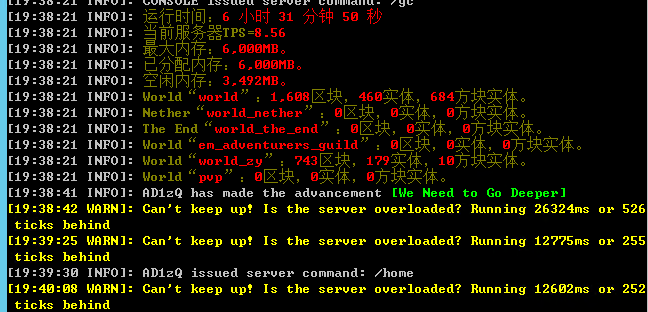 [19:38:21 INFO]: CONSOLE issued server command: /gc
[19:38:21 INFO]: 运行时间：6 小时 31 分钟 50 秒
[19:38:21 INFO]: 当前服务器TPS=8.56
[19:38:21 INFO]: 最大内存：6,000MB。
[19:38:21 INFO]: 已分配内存：6,000MB。
[19:38:21 INFO]: 空闲内存：3,492MB。
[19:38:21 INFO]: World“world”：1,608区块，460实体，684方块实体。
[19:38:21 INFO]: Nether“world_nether”：0区块，0实体，0方块实体。
[19:38:21 INFO]: The End“world_the_end”：0区块，0实体，0方块实体。
[19:38:21 INFO]: World“em_adventurers_guild”：0区块，0实体，0方块实体。
[19:38:21 INFO]: World“world_zy”：743区块，179实体，10方块实体。
[19:38:21 INFO]: World“pvp”：0区块，0实体，0方块实体。
[19:38:41 INFO]: AD1zQ has made the advancement [We Need to Go Deeper]
[19:38:42 WARN]: Can't keep up! Is the server overloaded? Running 26324ms or 526
ticks behind
[19:39:25 WARN]: Can't keep up! Is the server overloaded? Running 12775ms or 255
ticks behind
[19:39:30 INFO]: AD1zQ issued server command: /home
[19:40:08 WARN]: Can't keep up! Is the server overloaded? Running 12602ms or 252
ticks behind